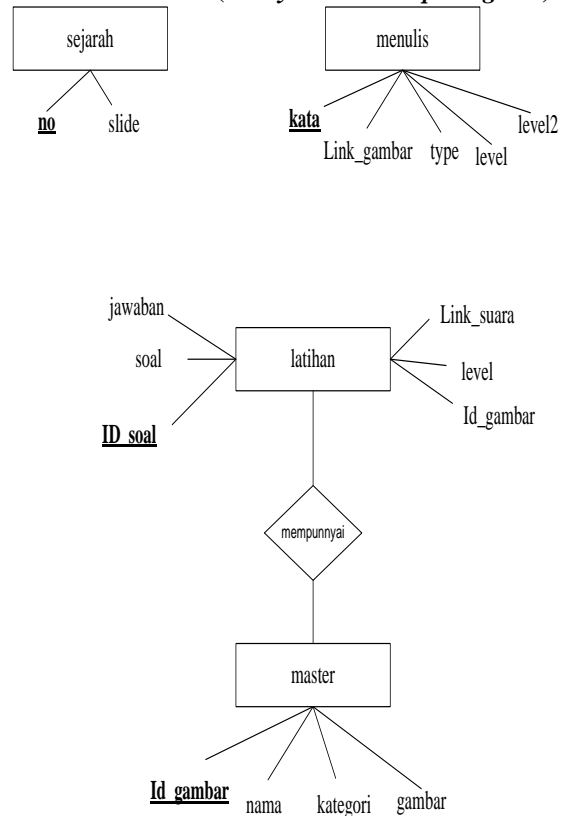 sejarah
menulis
no
slide
kata
Link_gambar
type
level
level2
jawaban
soal
ID_soal
latihan
Link_suara
level
Id_gambar
mempunnyai
master
Id_gambar
nama
kategori
gambar